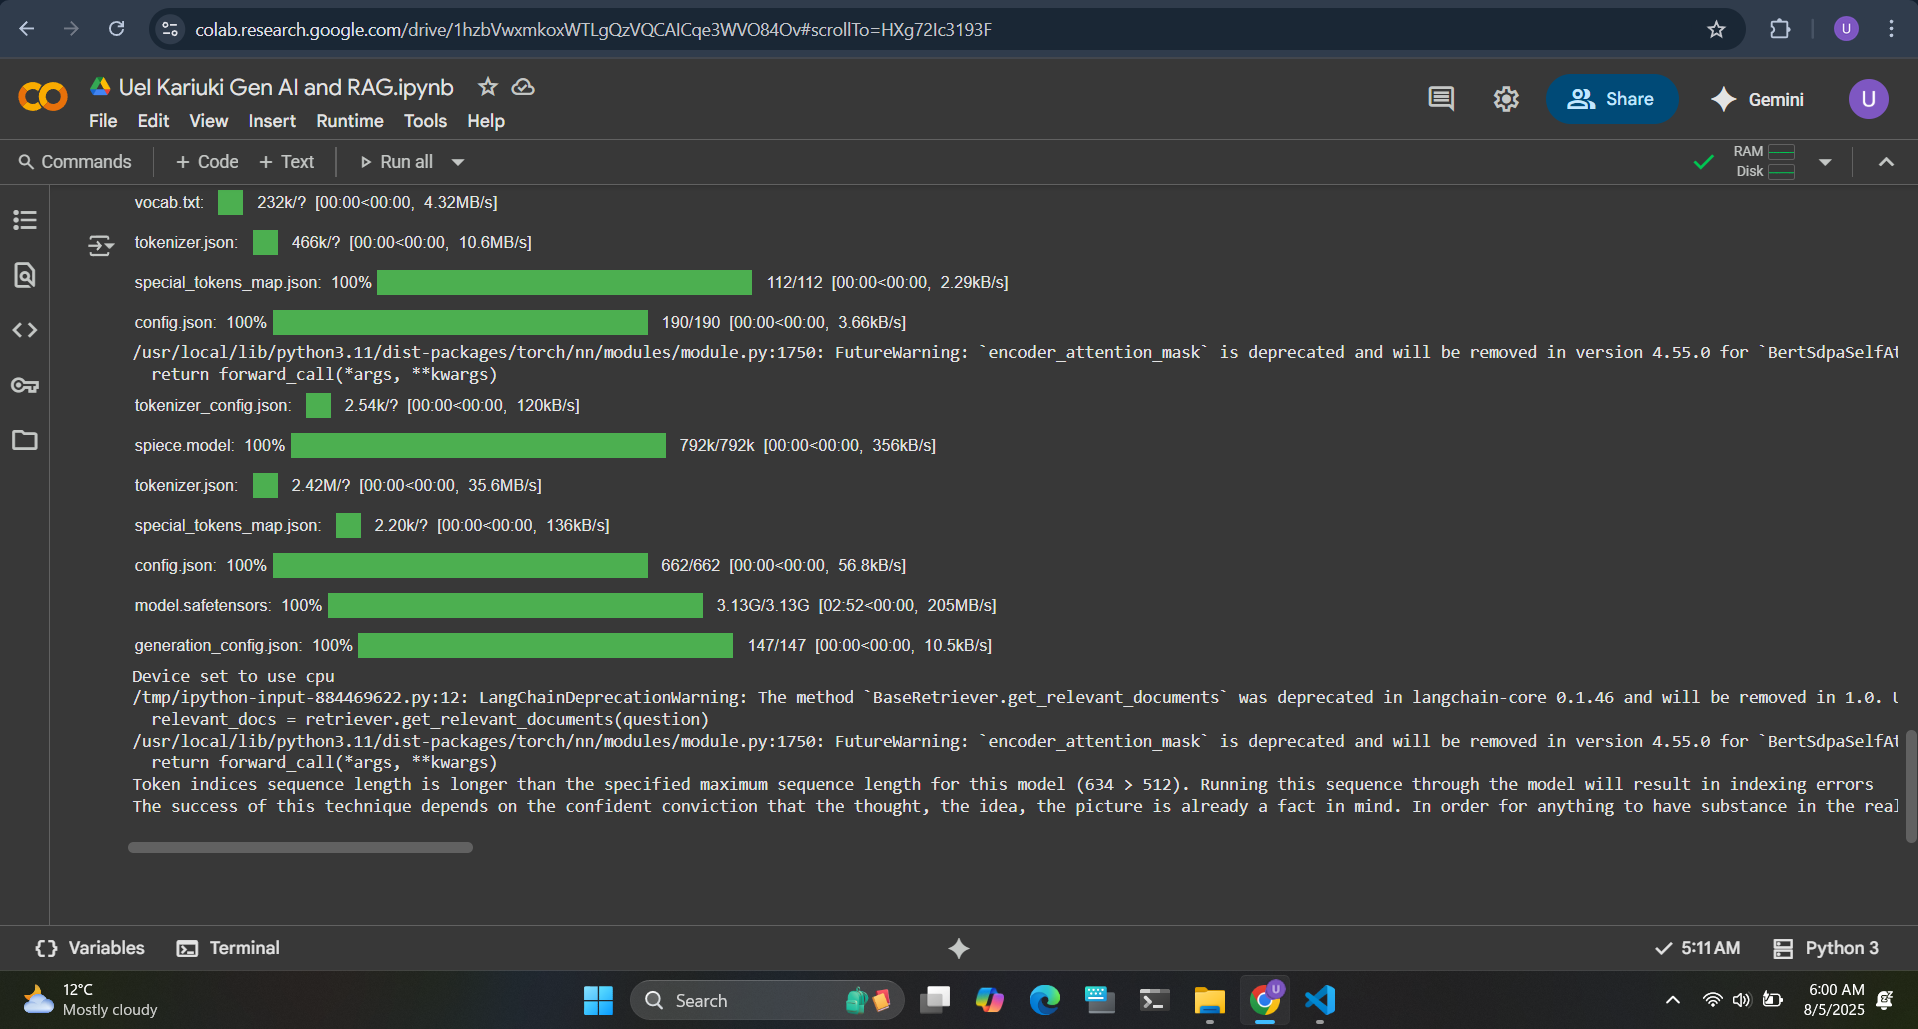 colab.research.google.com/drive/1hzbVwxmkoxWTLgQzVQCAICqe3WVO84Ov#scrollTo=HXg72Ic3193F
U
Uel Kariuki Gen AI and RAG.ipynb
File Edit View Insert Runtime Tools Help
Share
Gemini
U
Commands + Code + Text Run all
RAM
Disk
vocab.txt: 232k/? [00:00<00:00, 4.32MB/s]
tokenizer.json: 466k/? [00:00<00:00, 10.6MB/s]
special_tokens_map.json: 100% 112/112 [00:00<00:00, 2.29kB/s]
config.json: 100% 190/190 [00:00<00:00, 3.66kB/s]
/usr/local/lib/python3.11/dist-packages/torch/nn/modules/module.py:1750: FutureWarning: `encoder_attention_mask` is deprecated and will be removed in version 4.55.0 for `BertSdpaSelfAt
return forward_call(*args, **kwargs)
tokenizer_config.json: 2.54k/? [00:00<00:00, 120kB/s]
spiece.model: 100% 792k/792k [00:00<00:00, 356kB/s]
tokenizer.json: 2.42M/? [00:00<00:00, 35.6MB/s]
special_tokens_map.json: 2.20k/? [00:00<00:00, 136kB/s]
config.json: 100% 662/662 [00:00<00:00, 56.8kB/s]
model.safetensors: 100% 3.13G/3.13G [02:52<00:00, 205MB/s]
generation_config.json: 100% 147/147 [00:00<00:00, 10.5kB/s]
Device set to use cpu
/tmp/ipython-input-884469622.py:12: LangChainDeprecationWarning: The method `BaseRetriever.get_relevant_documents` was deprecated in langchain-core 0.1.46 and will be removed in 1.0. U
relevant_docs = retriever.get_relevant_documents(question)
/usr/local/lib/python3.11/dist-packages/torch/nn/modules/module.py:1750: FutureWarning: `encoder_attention_mask` is deprecated and will be removed in version 4.55.0 for `BertSdpaSelfAt
return forward_call(*args, **kwargs)
Token indices sequence length is longer than the specified maximum sequence length for this model (634 > 512). Running this sequence through the model will result in indexing errors
The success of this technique depends on the confident conviction that the thought, the idea, the picture is already a fact in mind. In order for anything to have substance in the real
Variables Terminal
5:11 AM Python 3
12°C
Mostly cloudy
Search
U
6:00 AM
8/5/2025